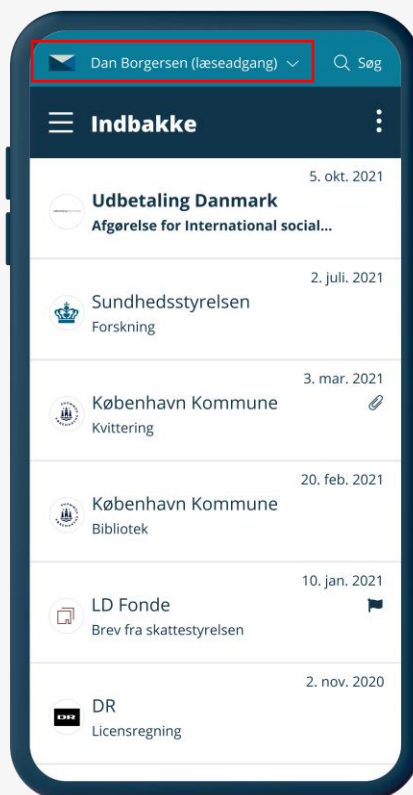 Dan Borgersen (læseadgang)
Søg
Indbakke
5. okt. 2021
Udbetaling Danmark
Afgørelse for International social...
2. juli. 2021
Sundhedsstyrelsen
Forskning
3. mar. 2021
København Kommune
Kvittering
20. feb. 2021
København Kommune
Bibliotek
10. jan. 2021
LD Fonde
Brev fra skattestyrelsen
2. nov. 2020
DR
DR
Licensregning